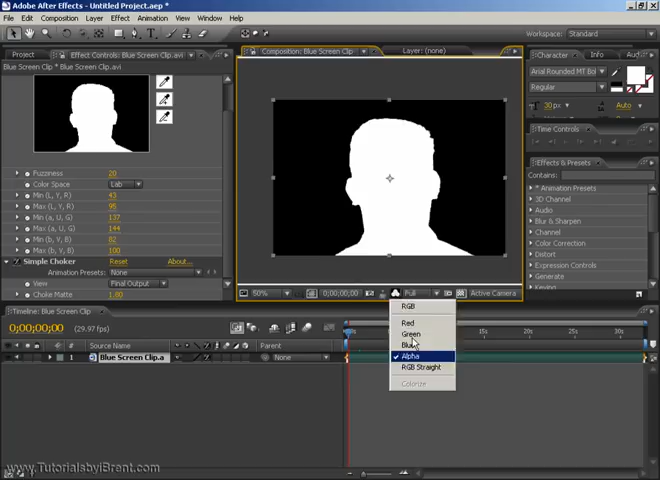 Adobe After Effects - Untitled Project.aep *
File Edit Composition Layer Effect Animation View Window Help
Workspace: Standard
Project Effect Controls: Blue Screen Clip.avi
Composition: Blue Screen Clip
Layer: (none)
Character Info
Blue Screen Clip * Blue Screen Clip.avi
Arial Rounded MT Bol
Regular
30 px Auto
Time Controls
Effects & Presets
Contains:
* Animation Presets
3D Channel
Audio
Blur & Sharpen
Channel
Color Correction
Distort
Expression Controls
Fuzziness 20
Color Space Lab
Min (L, Y, R) 43
Max (L, Y, R) 95
Min (a, U, G) 137
Max (a, U, G) 144
Min (b, V, B) 82
Max (b, V, B) 100
Simple Choker Reset About...
Animation Presets: None
View Final Output
Choke Matte 1.00
50% 0;00;00;00 Full Active Camera
RGB
Red
Green
Blue
Alpha
RGB Straight
Colorize
Timeline: Blue Screen Clip
0;00;00;00 (29.97 fps)
# Source Name Parent
5s 10s 15s 20s 25s 30s
1 Blue Screen Clip.a None
www.TutorialsbyiBrent.com